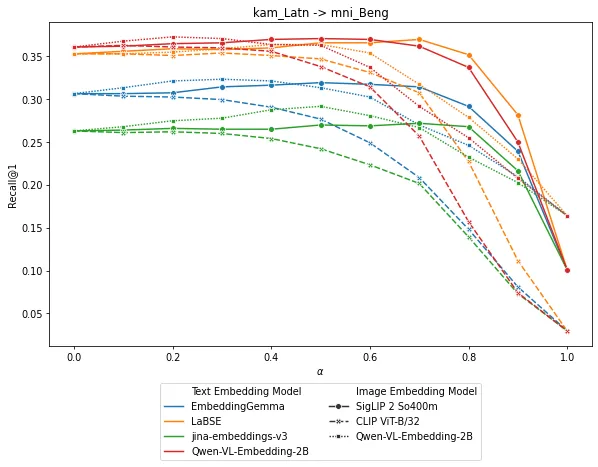 kam_Latn -> mni_Beng
Recall@1
0.35
0.30
0.25
0.20
0.15
0.10
0.05
0.0 0.2 0.4 0.6 0.8 1.0
α
Text Embedding Model Image Embedding Model
EmbeddingGemma SigLIP 2 So400m
LaBSE CLIP ViT-B/32
jina-embeddings-v3 Qwen-VL-Embedding-2B
Qwen-VL-Embedding-2B